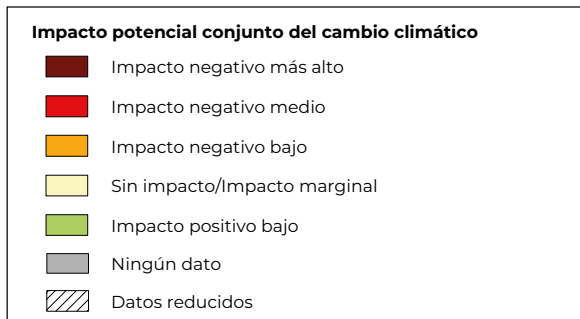 Impacto potencial conjunto del cambio climático
Impacto negativo más alto
Impacto negativo medio
Impacto negativo bajo
Sin impacto/Impacto marginal
Impacto positivo bajo
Ningún dato
Datos reducidos